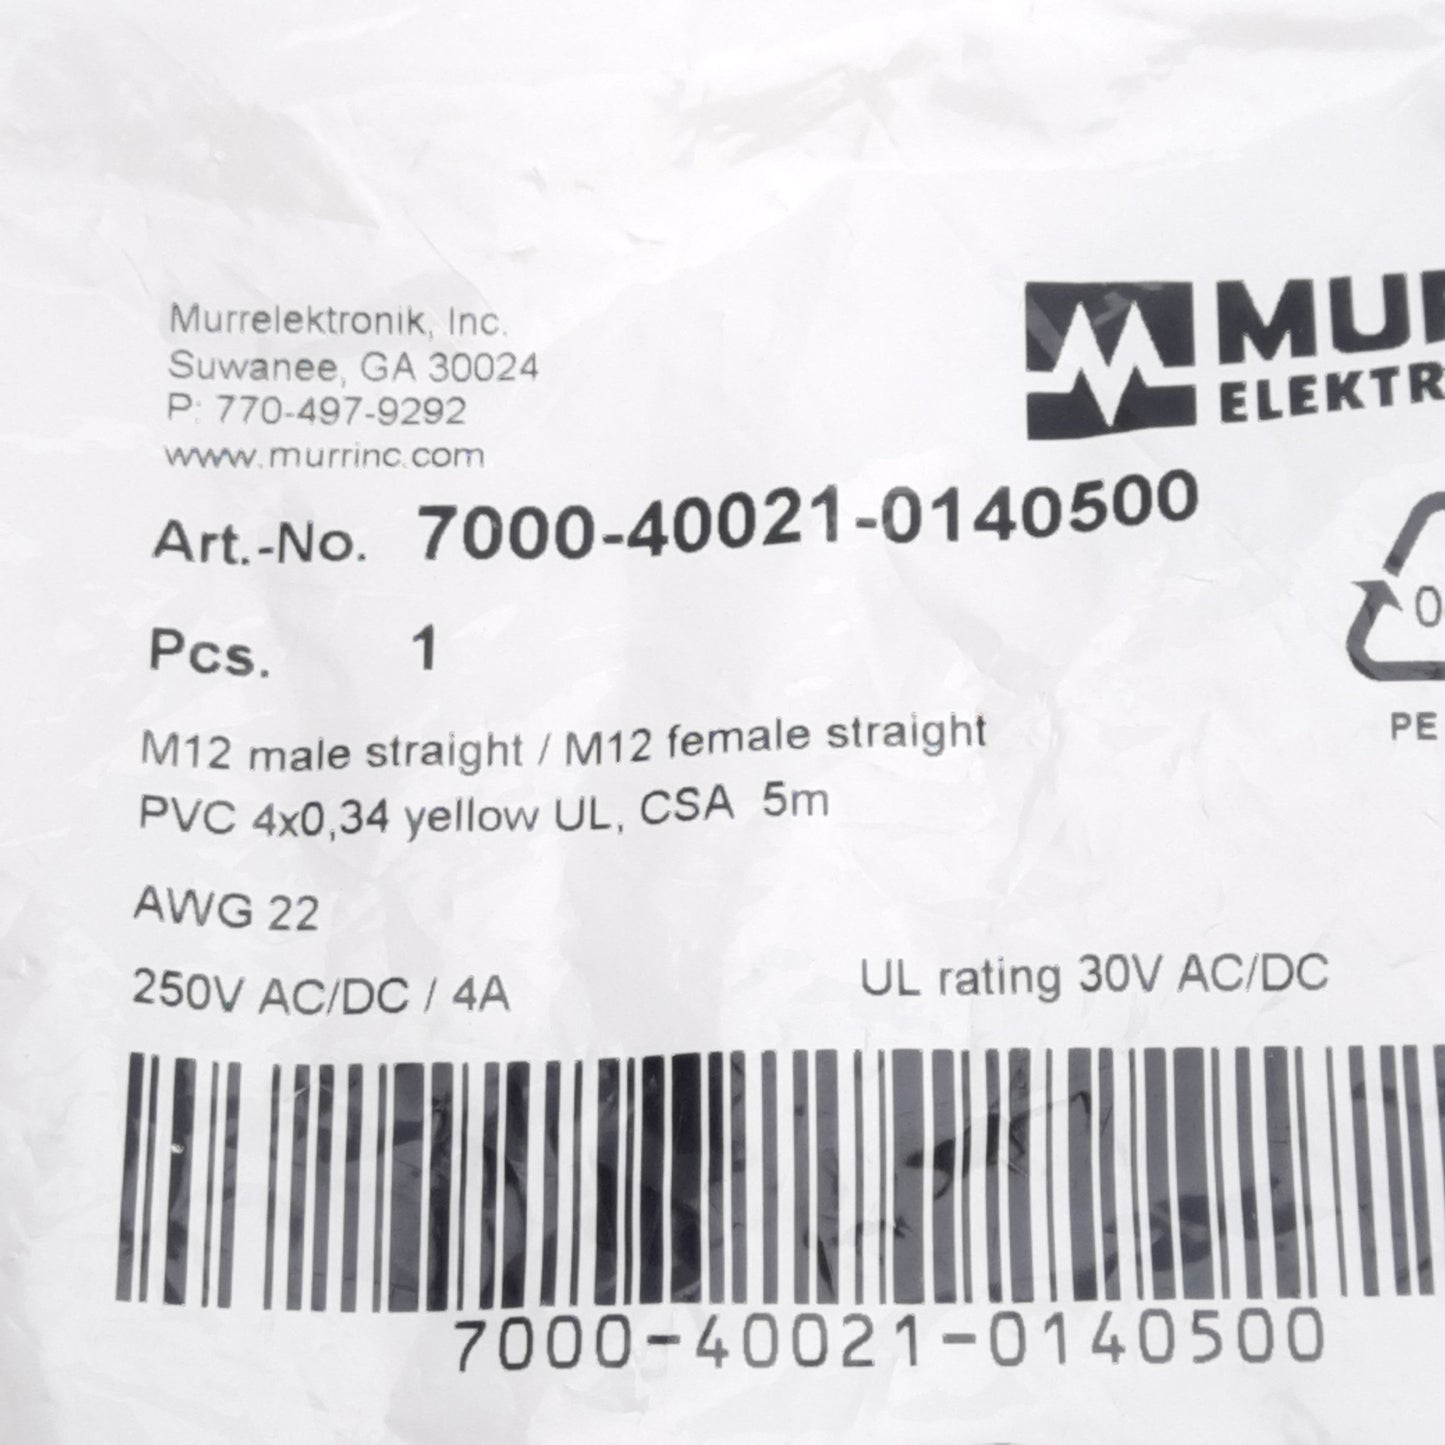 Murrelektronik, Inc.
Suwanee, GA 30024
P: 770-497-9292
www.murrinc.com
Art.-No. 7000-40021-0140500
Pcs. 1
M12 male straight / M12 female straight
PVC 4x0,34 yellow UL, CSA 5m
AWG 22
250V AC/DC / 4A
UL rating 30V AC/DC
7000-40021-0140500
PE